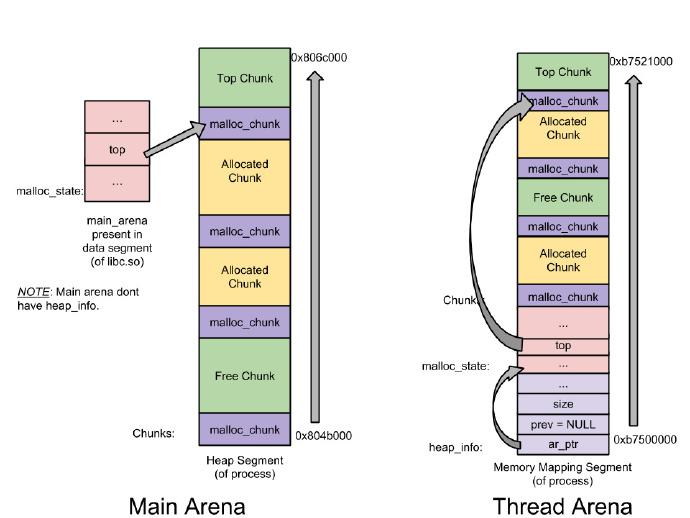 0x806c000
Top Chunk
malloc_chunk
Allocated
Chunk
malloc_chunk
Allocated
Chunk
malloc_chunk
Free Chunk
malloc_chunk
Chunks:
0x804b000
Heap Segment
(of process)
...
top
...
malloc_state:
main_arena
present in
data segment
(of libc.so)
NOTE: Main arena dont
have heap_info.
Main Arena
0xb7521000
Top Chunk
malloc_chunk
Allocated
Chunk
malloc_chunk
Free Chunk
malloc_chunk
Allocated
Chunk
malloc_chunk
Chunks
...
top
malloc_state:
...
...
size
prev = NULL
heap_info:
ar_ptr
0xb7500000
Memory Mapping Segment
(of process)
Thread Arena